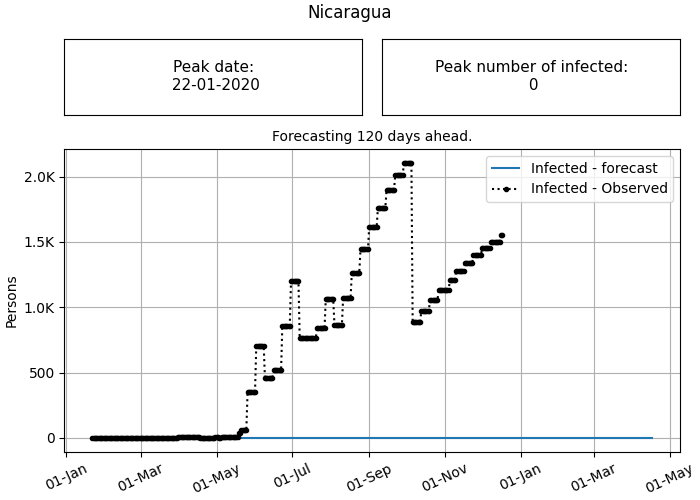 Nicaragua
Peak date:
22-01-2020
Peak number of infected:
0
Forecasting 120 days ahead.
Infected - forecast
Infected - Observed
Persons
2.0K
1.5K
1.0K
500
0
01-Jan
01-Mar
01-May
01-Jul
01-Sep
01-Nov
01-Jan
01-Mar
01-May